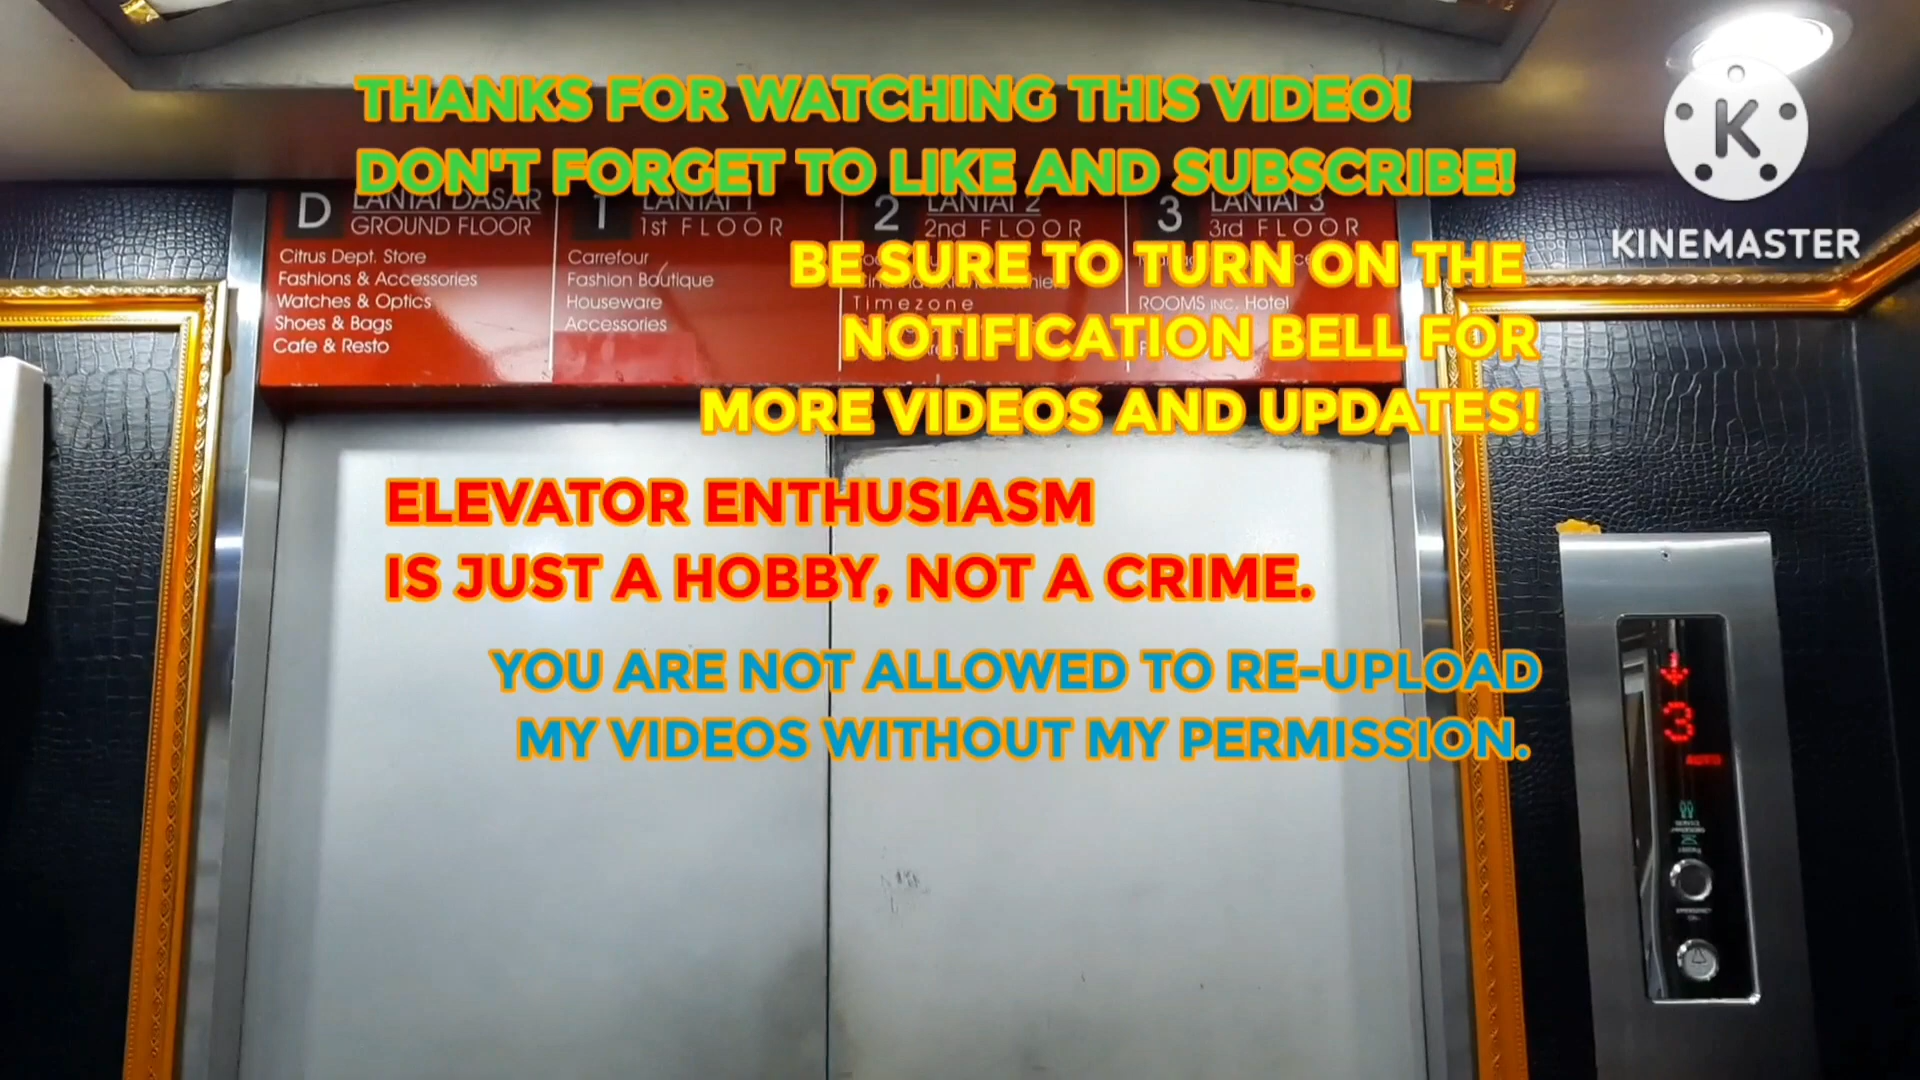 THANKS FOR WATCHING THIS VIDEO!
DON'T FORGET TO LIKE AND SUBSCRIBE!
K
KINEMASTER
D LANTAI DASAR
GROUND FLOOR
Citrus Dept. Store
Fashions & Accessories
Watches & Optics
Shoes & Bags
Cafe & Resto
1 LANTAI 1
1st FLOOR
Carrefour
Fashion Boutique
Houseware
Accessories
2 LANTAI 2
2nd FLOOR
Timezone
3 LANTAI 3
3rd FLOOR
ROOMS INC. Hotel
BE SURE TO TURN ON THE
NOTIFICATION BELL FOR
MORE VIDEOS AND UPDATES!
ELEVATOR ENTHUSIASM
IS JUST A HOBBY, NOT A CRIME.
YOU ARE NOT ALLOWED TO RE-UPLOAD
MY VIDEOS WITHOUT MY PERMISSION.
3
AUTO